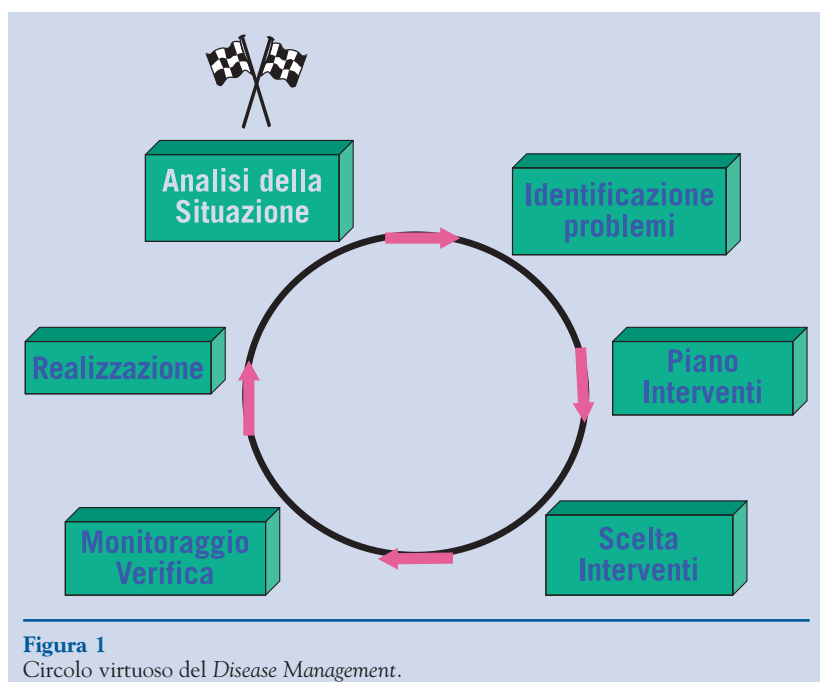 Analisi della
Situazione
Identificazione
problemi
Piano
Interventi
Scelta
Interventi
Monitoraggio
Verifica
Realizzazione
Figura 1
Circolo virtuoso del Disease Management.